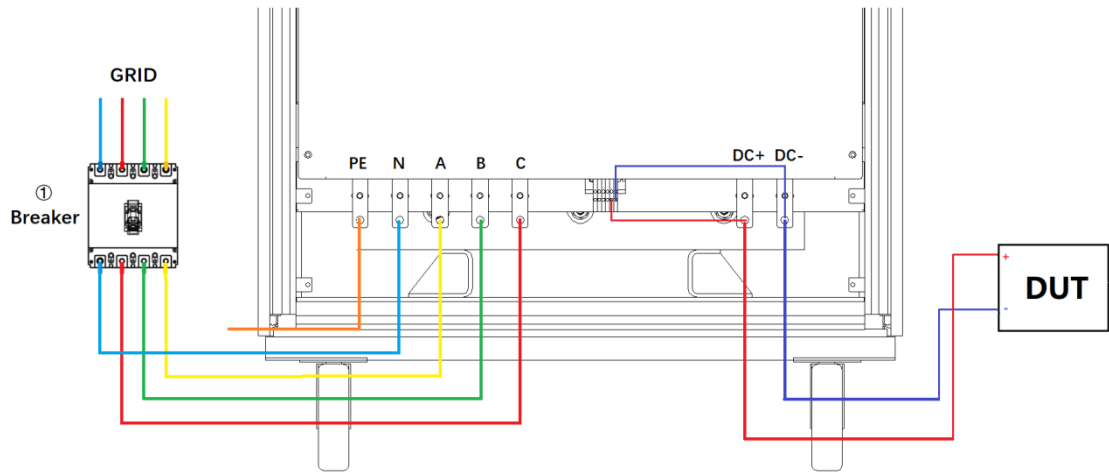 GRID
①
Breaker
PE N A B C
DC+ DC-
+
DUT
-